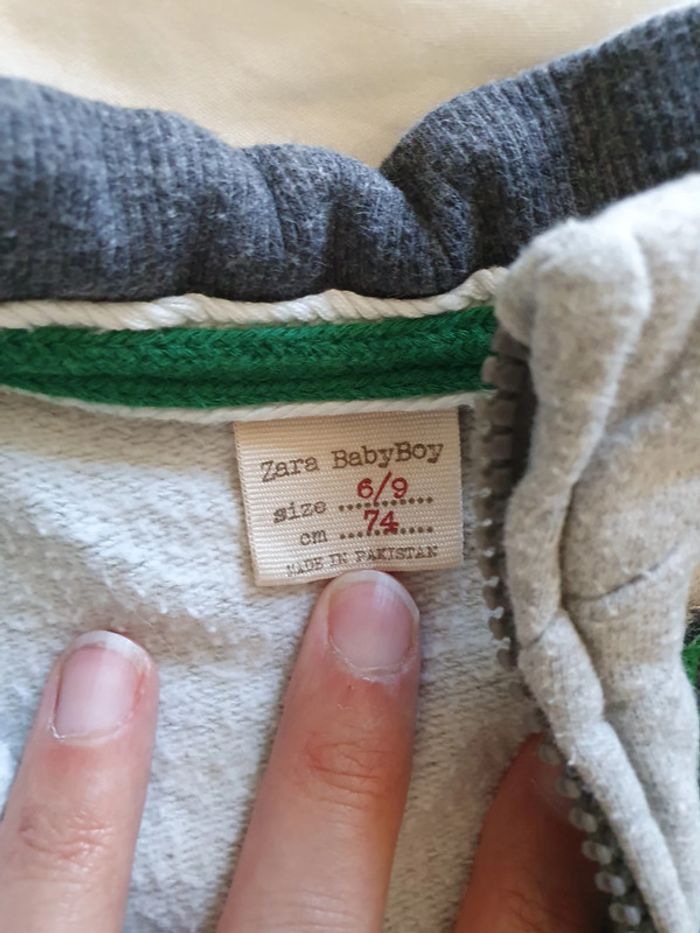 Zara BabyBoy
size ...6/9...
cm ...74...
MADE IN PAKISTAN